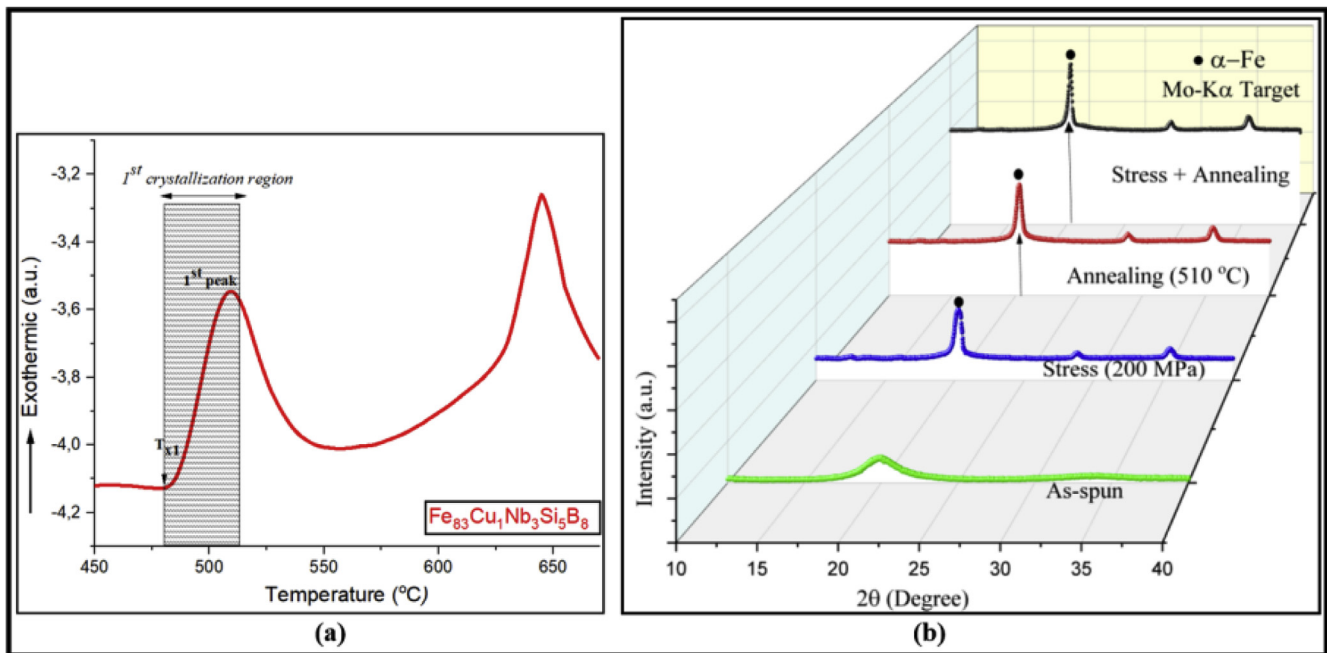 -3,2
-3,4
-3,6
-3,8
-4,0
-4,2
Exothermic (a.u.)
1st crystallization region
1st peak
Tx1
Fe83Cu1Nb3Si5B8
450 500 550 600 650
Temperature (ºC)
(a)
α−Fe
Mo-Kα Target
Stress + Annealing
Annealing (510 °C)
Stress (200 MPa)
As-spun
Intensity (a.u.)
10 15 20 25 30 35 40
2θ (Degree)
(b)